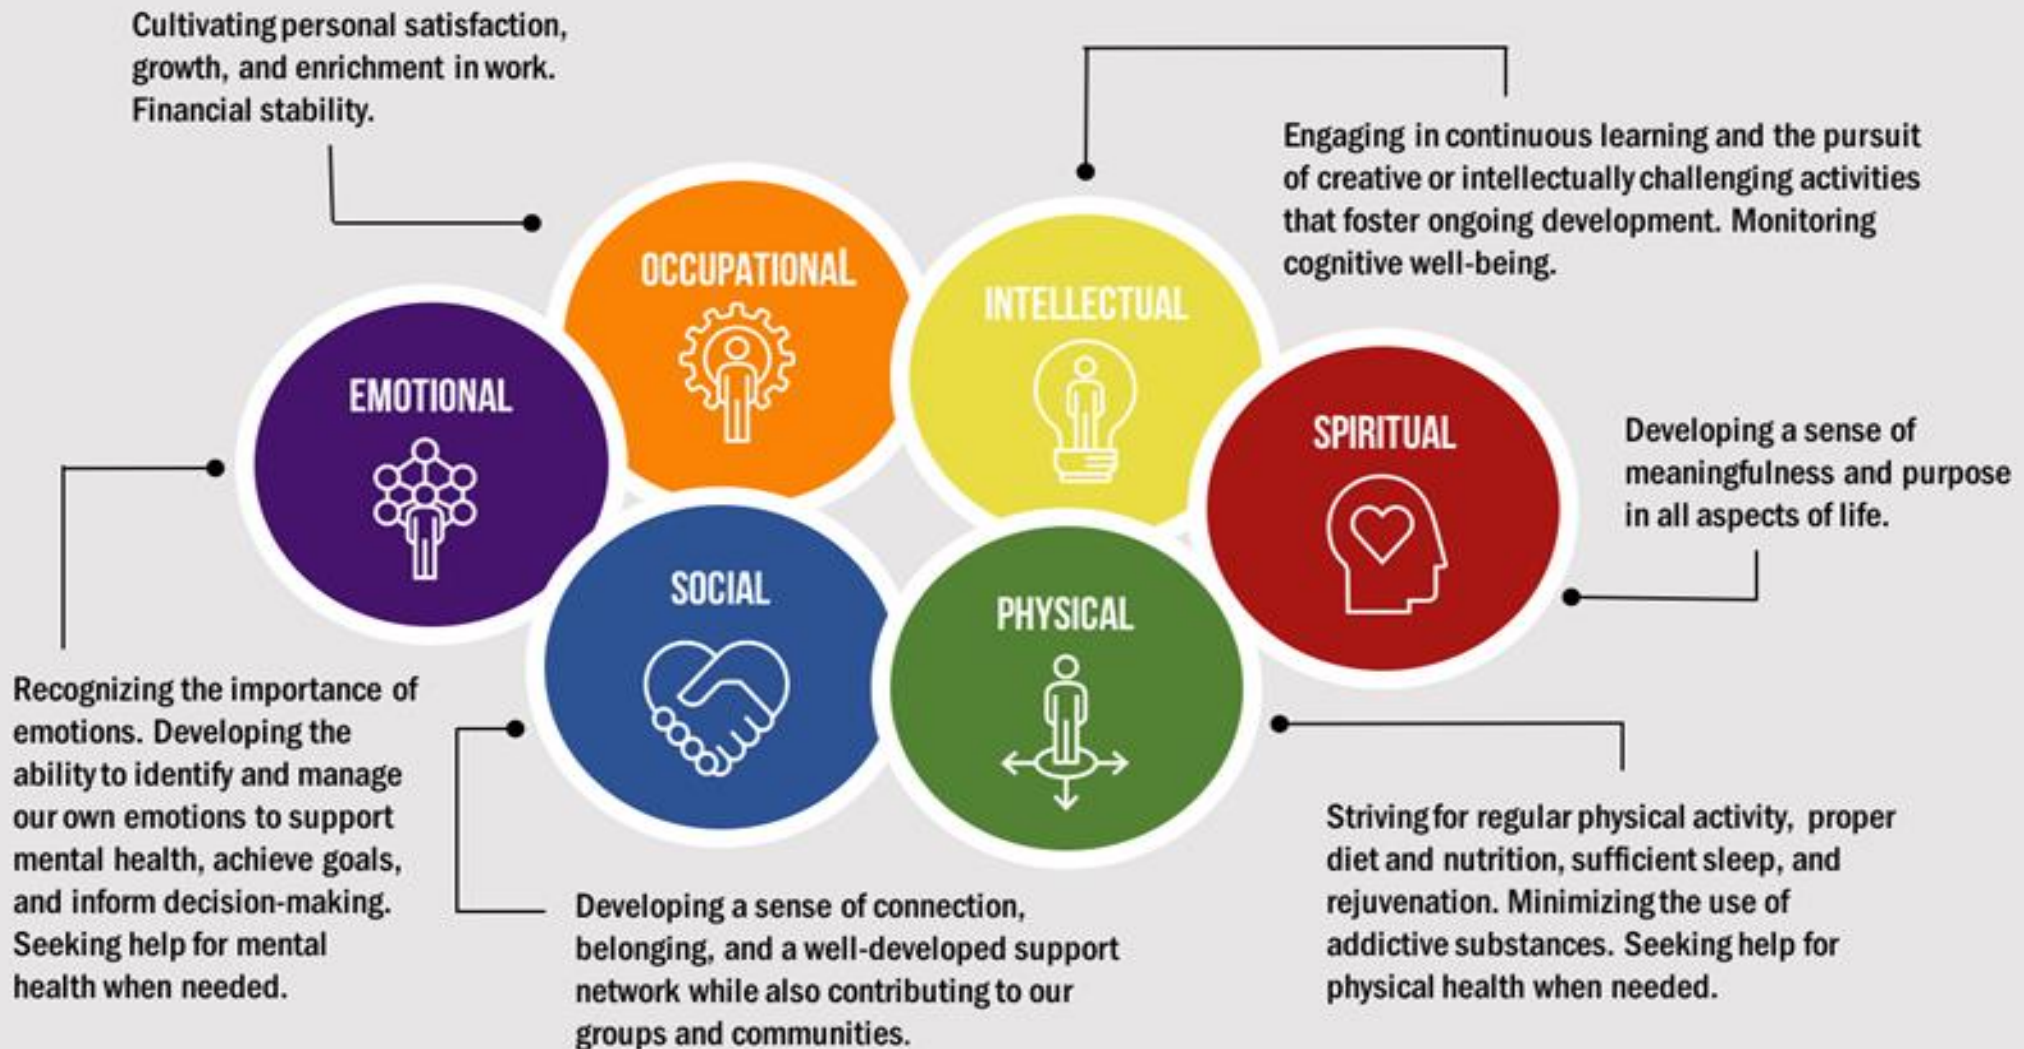 Cultivating personal satisfaction,
growth, and enrichment in work.
Financial stability.
Engaging in continuous learning and the pursuit
of creative or intellectually challenging activities
that foster ongoing development. Monitoring
cognitive well-being.
OCCUPATIONAL
INTELLECTUAL
EMOTIONAL
SPIRITUAL
Developing a sense of
meaningfulness and purpose
in all aspects of life.
SOCIAL
PHYSICAL
Recognizing the importance of
emotions. Developing the
ability to identify and manage
our own emotions to support
mental health, achieve goals,
and inform decision-making.
Seeking help for mental
health when needed.
Developing a sense of connection,
belonging, and a well-developed support
network while also contributing to our
groups and communities.
Striving for regular physical activity, proper
diet and nutrition, sufficient sleep, and
rejuvenation. Minimizing the use of
addictive substances. Seeking help for
physical health when needed.